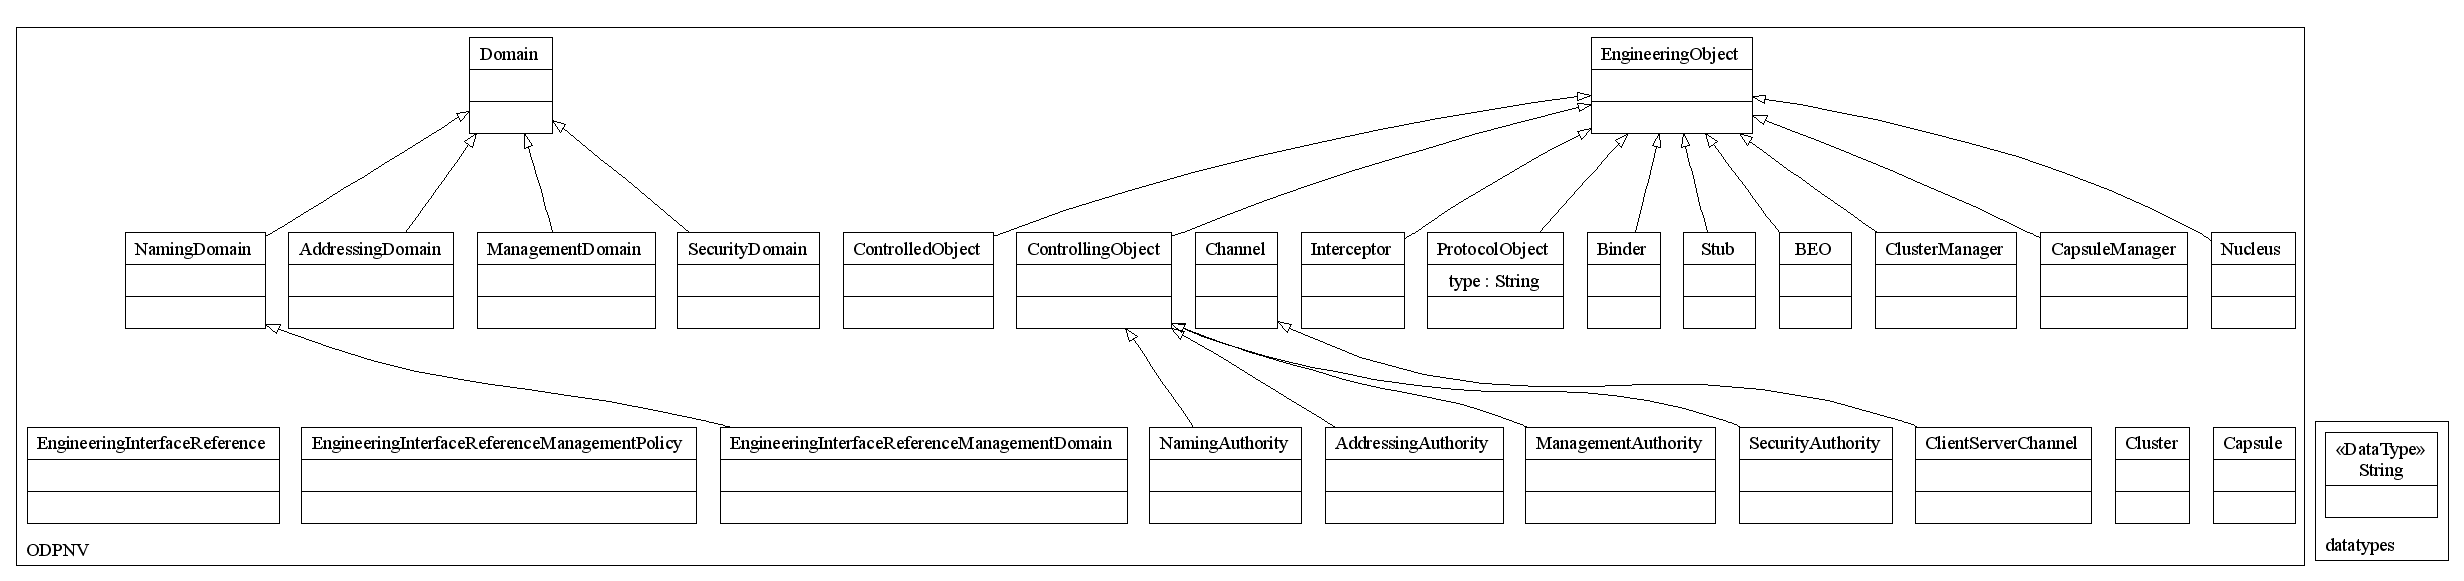 Domain
EngineeringObject
NamingDomain
AddressingDomain
ManagementDomain
SecurityDomain
ControlledObject
ControllingObject
Channel
Interceptor
ProtocolObject
type : String
Binder
Stub
BEO
ClusterManager
CapsuleManager
Nucleus
EngineeringInterfaceReference
EngineeringInterfaceReferenceManagementPolicy
EngineeringInterfaceReferenceManagementDomain
NamingAuthority
AddressingAuthority
ManagementAuthority
SecurityAuthority
ClientServerChannel
Cluster
Capsule
ODPNV
«DataType»
String
datatypes